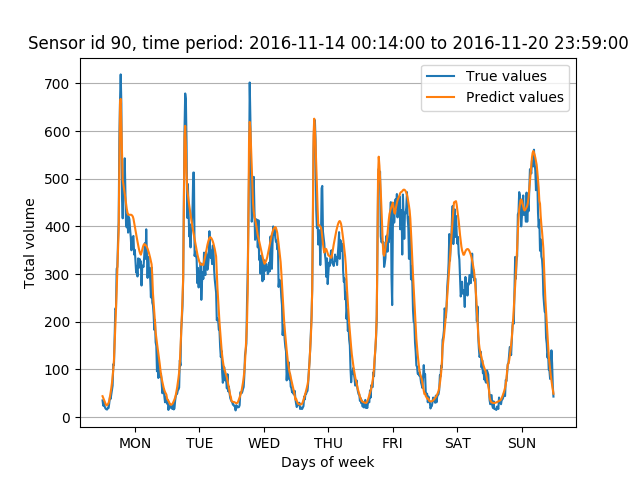 Sensor id 90, time period: 2016-11-14 00:14:00 to 2016-11-20 23:59:00
True values
Predict values
700
600
500
400
300
200
100
0
Total volume
MON TUE WED THU FRI SAT SUN
Days of week